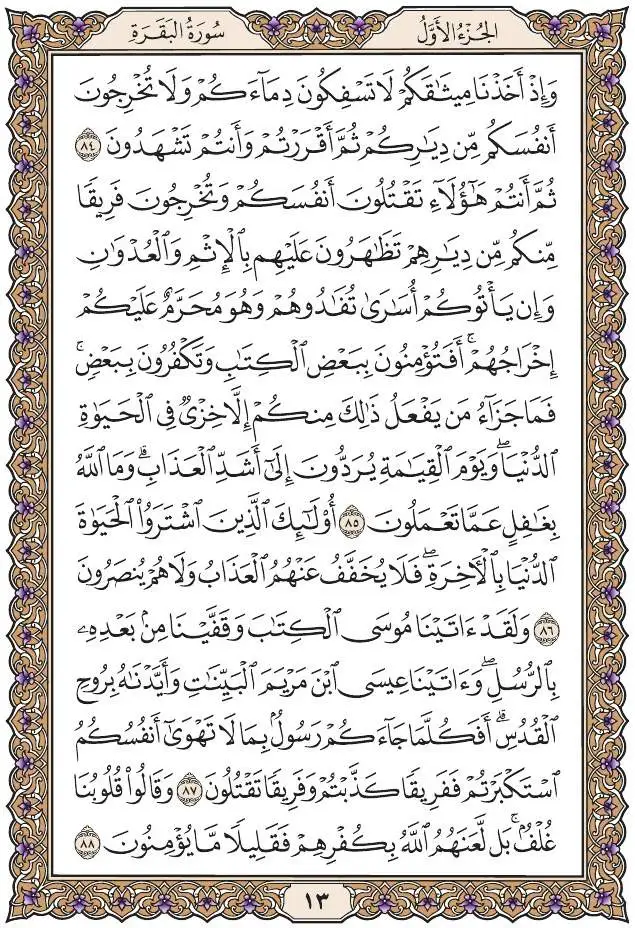 الجُزْءُ الأَوَّلُ
سُورَةُ البَقَرَةِ
وَإِذْ أَخَذْنَا مِيثَٰقَكُمْ لَا تَسْفِكُونَ دِمَآءَكُمْ وَلَا تُخْرِجُونَ
أَنفُسَكُم مِّن دِيَٰرِكُمْ ثُمَّ أَقْرَرْتُمْ وَأَنتُمْ تَشْهَدُونَ ٨٤
ثُمَّ أَنتُمْ هَٰٓؤُلَآءِ تَقْتُلُونَ أَنفُسَكُمْ وَتُخْرِجُونَ فَرِيقًا
مِّنكُم مِّن دِيَٰرِهِمْ تَظَٰهَرُونَ عَلَيْهِم بِٱلْإِثْمِ وَٱلْعُدْوَٰنِ
وَإِن يَأْتُوكُمْ أُسَٰرَىٰ تُفَٰدُوهُمْ وَهُوَ مُحَرَّمٌ عَلَيْكُمْ
إِخْرَاجُهُمْ ۚ أَفَتُؤْمِنُونَ بِبَعْضِ ٱلْكِتَٰبِ وَتَكْفُرُونَ بِبَعْضٍ ۚ
فَمَا جَزَآءُ مَن يَفْعَلُ ذَٰلِكَ مِنكُمْ إِلَّا خِزْىٌ فِى ٱلْحَيَوٰةِ
ٱلدُّنْيَا ۖ وَيَوْمَ ٱلْقِيَٰمَةِ يُرَدُّونَ إِلَىٰٓ أَشَدِّ ٱلْعَذَابِ ۗ وَمَا ٱللَّهُ
بِغَٰفِلٍ عَمَّا تَعْمَلُونَ ٨٥ أُو۟لَٰٓئِكَ ٱلَّذِينَ ٱشْتَرَوُا۟ ٱلْحَيَوٰةَ
ٱلدُّنْيَا بِٱلْأَخِرَةِ ۖ فَلَا يُخَفَّفُ عَنْهُمُ ٱلْعَذَابُ وَلَا هُمْ يُنصَرُونَ
٨٦ وَلَقَدْ ءَاتَيْنَا مُوسَى ٱلْكِتَٰبَ وَقَفَّيْنَا مِنۢ بَعْدِهِۦ
بِٱلرُّسُلِ ۖ وَءَاتَيْنَا عِيسَى ٱبْنَ مَرْيَمَ ٱلْبَيِّنَٰتِ وَأَيَّدْنَٰهُ بِرُوحِ
ٱلْقُدُسِ ۗ أَفَكُلَّمَا جَآءَكُمْ رَسُولٌۢ بِمَا لَا تَهْوَىٰٓ أَنفُسُكُمُ
ٱسْتَكْبَرْتُمْ فَفَرِيقًا كَذَّبْتُمْ وَفَرِيقًا تَقْتُلُونَ ٨٧ وَقَالُوا۟ قُلُوبُنَا
غُلْفٌۢ ۚ بَل لَّعَنَهُمُ ٱللَّهُ بِكُفْرِهِمْ فَقَلِيلًا مَّا يُؤْمِنُونَ ٨٨
١٣